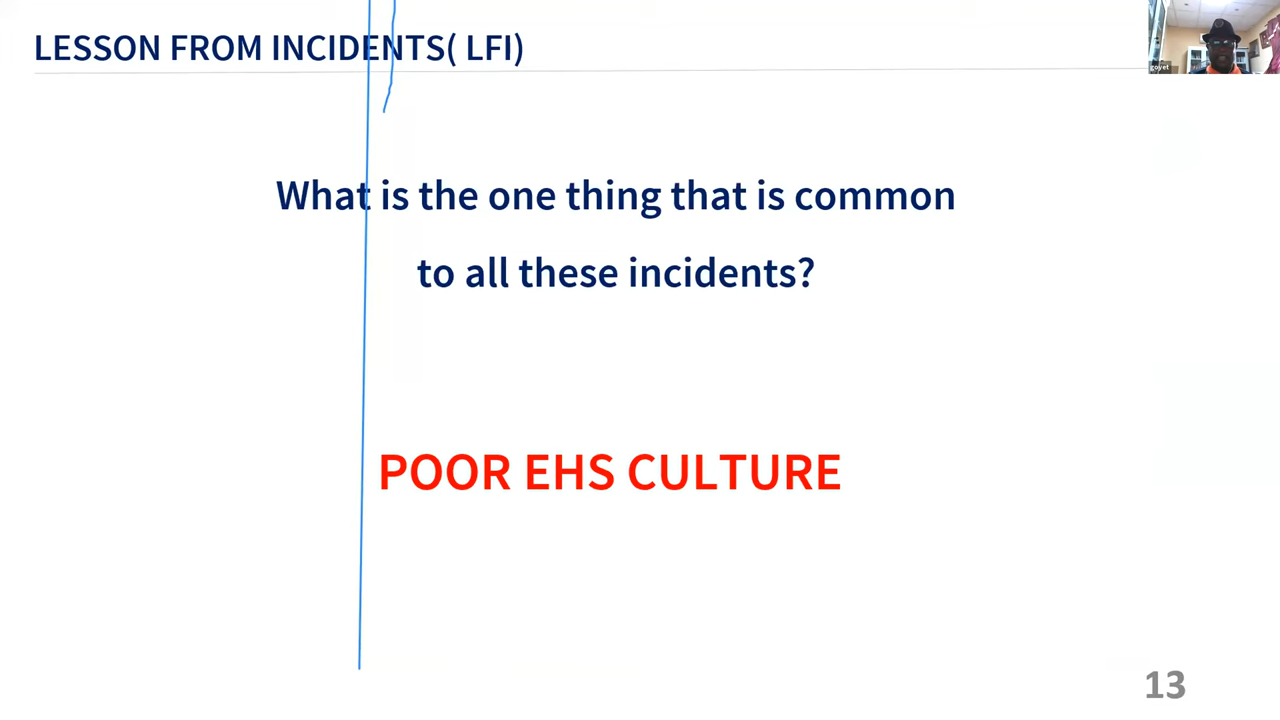 LESSON FROM INCIDENTS( LFI)
goyet
What is the one thing that is common
to all these incidents?
POOR EHS CULTURE
13